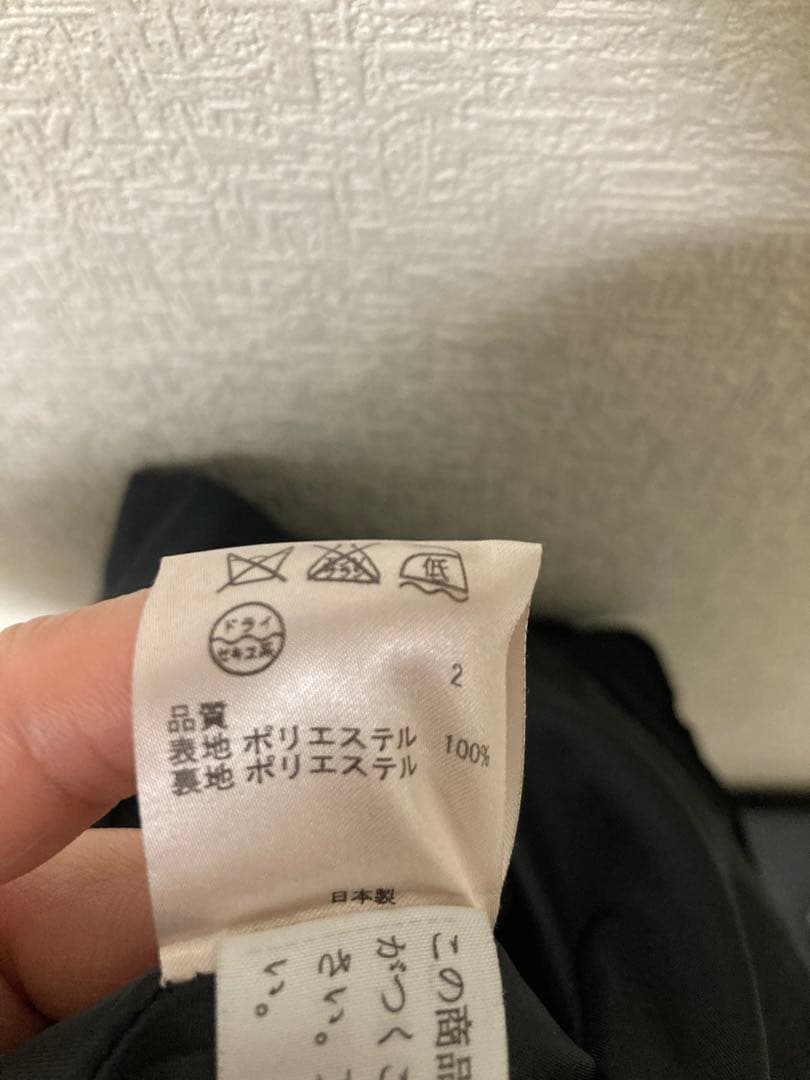 低
ドライ
セキユ系
2
品質
表地 ポリエステル 100%
裏地 ポリエステル
日本製
この商品
がつく
さい。
い。